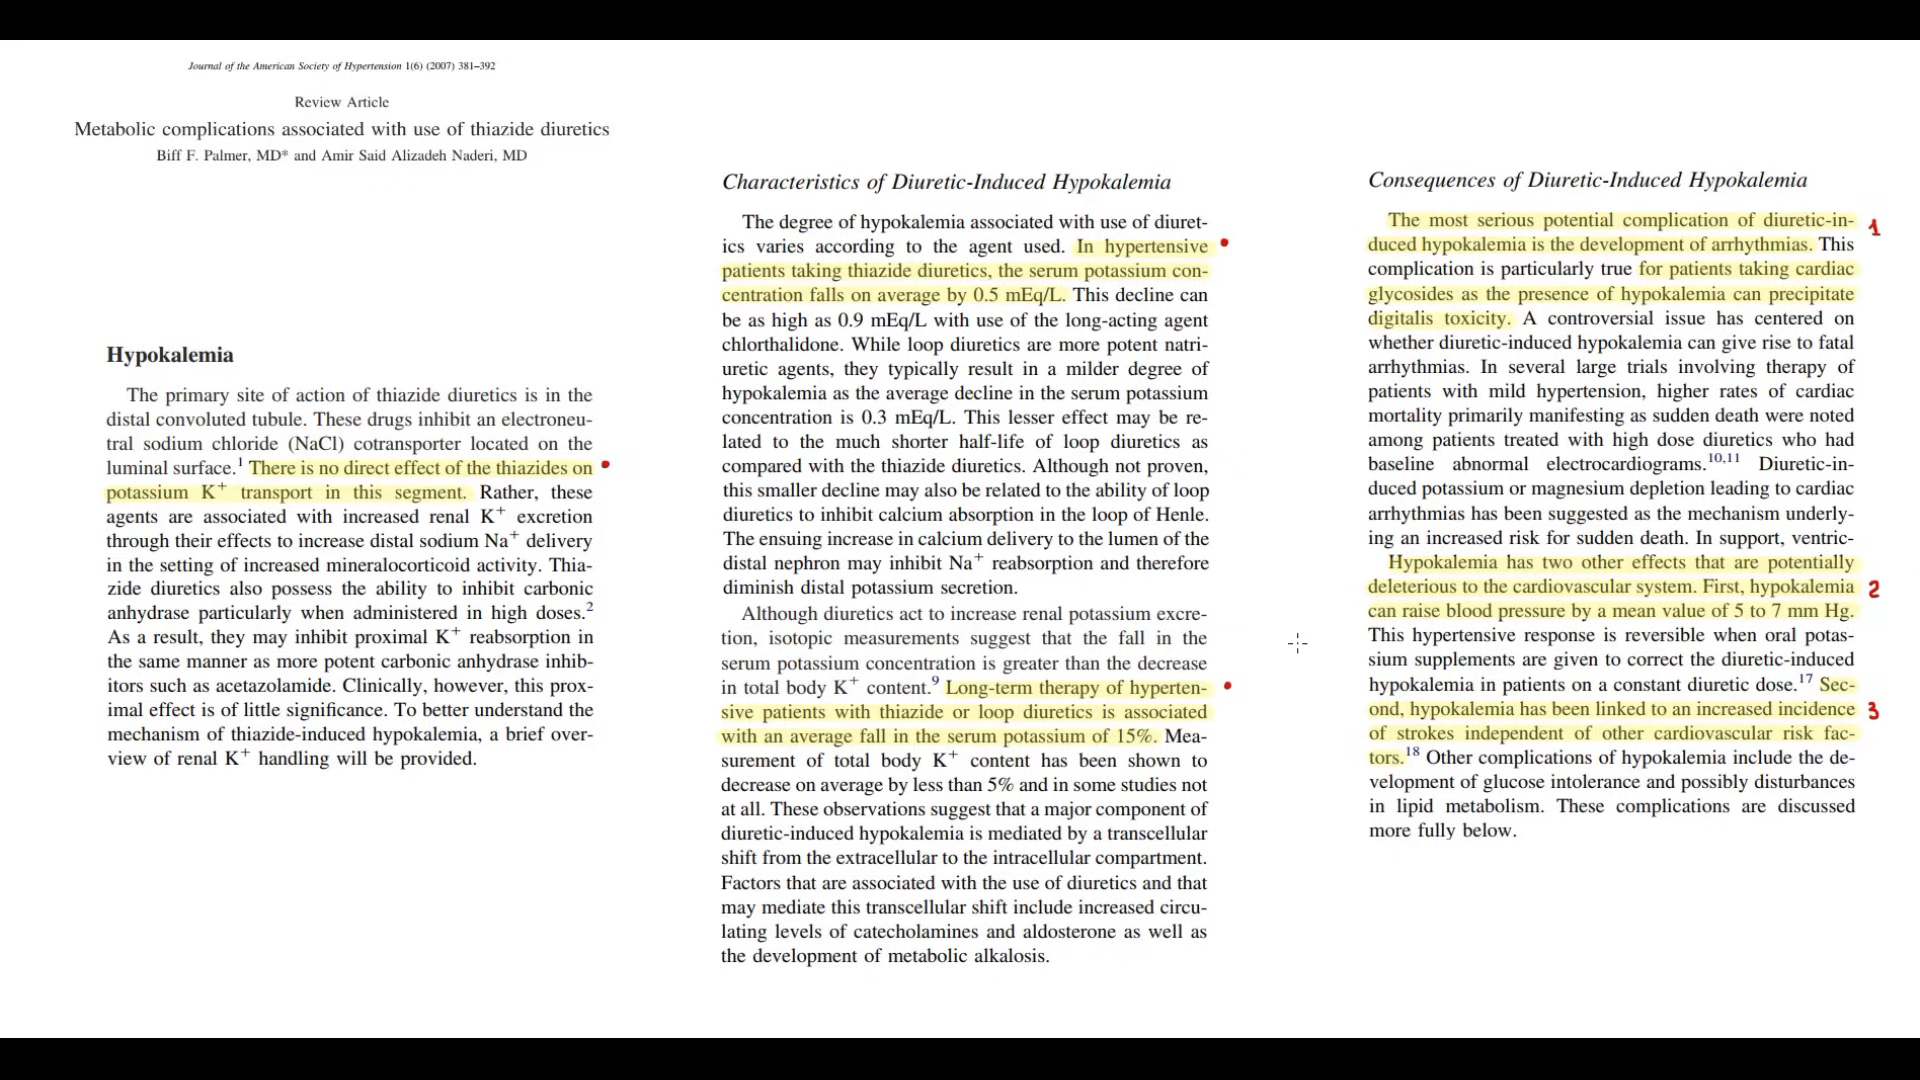 Journal of the American Society of Hypertension 1(6) (2007) 381–392
Review Article
Metabolic complications associated with use of thiazide diuretics
Biff F. Palmer, MD* and Amir Said Alizadeh Naderi, MD
Hypokalemia
The primary site of action of thiazide diuretics is in the
distal convoluted tubule. These drugs inhibit an electroneu-
tral sodium chloride (NaCl) cotransporter located on the
luminal surface.1 There is no direct effect of the thiazides on
potassium K+ transport in this segment. Rather, these
agents are associated with increased renal K+ excretion
through their effects to increase distal sodium Na+ delivery
in the setting of increased mineralocorticoid activity. Thia-
zide diuretics also possess the ability to inhibit carbonic
anhydrase particularly when administered in high doses.2
As a result, they may inhibit proximal K+ reabsorption in
the same manner as more potent carbonic anhydrase inhib-
itors such as acetazolamide. Clinically, however, this prox-
imal effect is of little significance. To better understand the
mechanism of thiazide-induced hypokalemia, a brief over-
view of renal K+ handling will be provided.
Characteristics of Diuretic-Induced Hypokalemia
The degree of hypokalemia associated with use of diuret-
ics varies according to the agent used. In hypertensive
patients taking thiazide diuretics, the serum potassium con-
centration falls on average by 0.5 mEq/L. This decline can
be as high as 0.9 mEq/L with use of the long-acting agent
chlorthalidone. While loop diuretics are more potent natri-
uretic agents, they typically result in a milder degree of
hypokalemia as the average decline in the serum potassium
concentration is 0.3 mEq/L. This lesser effect may be re-
lated to the much shorter half-life of loop diuretics as
compared with the thiazide diuretics. Although not proven,
this smaller decline may also be related to the ability of loop
diuretics to inhibit calcium absorption in the loop of Henle.
The ensuing increase in calcium delivery to the lumen of the
distal nephron may inhibit Na+ reabsorption and therefore
diminish distal potassium secretion.
Although diuretics act to increase renal potassium excre-
tion, isotopic measurements suggest that the fall in the
serum potassium concentration is greater than the decrease
in total body K+ content.9 Long-term therapy of hyperten-
sive patients with thiazide or loop diuretics is associated
with an average fall in the serum potassium of 15%. Mea-
surement of total body K+ content has been shown to
decrease on average by less than 5% and in some studies not
at all. These observations suggest that a major component of
diuretic-induced hypokalemia is mediated by a transcellular
shift from the extracellular to the intracellular compartment.
Factors that are associated with the use of diuretics and that
may mediate this transcellular shift include increased circu-
lating levels of catecholamines and aldosterone as well as
the development of metabolic alkalosis.
Consequences of Diuretic-Induced Hypokalemia
The most serious potential complication of diuretic-in- 1
duced hypokalemia is the development of arrhythmias. This
complication is particularly true for patients taking cardiac
glycosides as the presence of hypokalemia can precipitate
digitalis toxicity. A controversial issue has centered on
whether diuretic-induced hypokalemia can give rise to fatal
arrhythmias. In several large trials involving therapy of
patients with mild hypertension, higher rates of cardiac
mortality primarily manifesting as sudden death were noted
among patients treated with high dose diuretics who had
baseline abnormal electrocardiograms.10,11 Diuretic-in-
duced potassium or magnesium depletion leading to cardiac
arrhythmias has been suggested as the mechanism underly-
ing an increased risk for sudden death. In support, ventric-
Hypokalemia has two other effects that are potentially
deleterious to the cardiovascular system. First, hypokalemia 2
can raise blood pressure by a mean value of 5 to 7 mm Hg.
This hypertensive response is reversible when oral potas-
sium supplements are given to correct the diuretic-induced
hypokalemia in patients on a constant diuretic dose.17 Sec-
ond, hypokalemia has been linked to an increased incidence 3
of strokes independent of other cardiovascular risk fac-
tors.18 Other complications of hypokalemia include the de-
velopment of glucose intolerance and possibly disturbances
in lipid metabolism. These complications are discussed
more fully below.